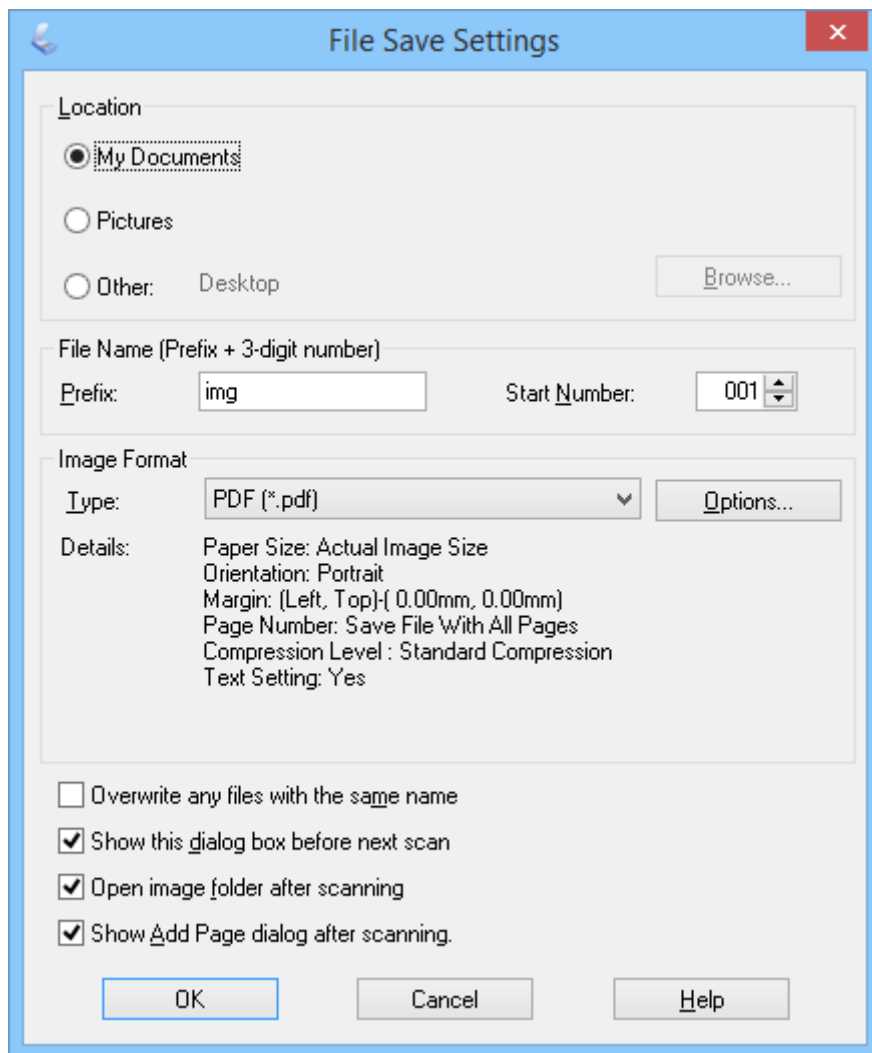 File Save Settings
Location
My Documents
Pictures
Other: Desktop Browse...
File Name (Prefix + 3-digit number)
Prefix: img Start Number: 001
Image Format
Type: PDF (*.pdf) Options...
Details: Paper Size: Actual Image Size
Orientation: Portrait
Margin: (Left, Top)-( 0.00mm, 0.00mm)
Page Number: Save File With All Pages
Compression Level : Standard Compression
Text Setting: Yes
Overwrite any files with the same name
Show this dialog box before next scan
Open image folder after scanning
Show Add Page dialog after scanning.
OK Cancel Help